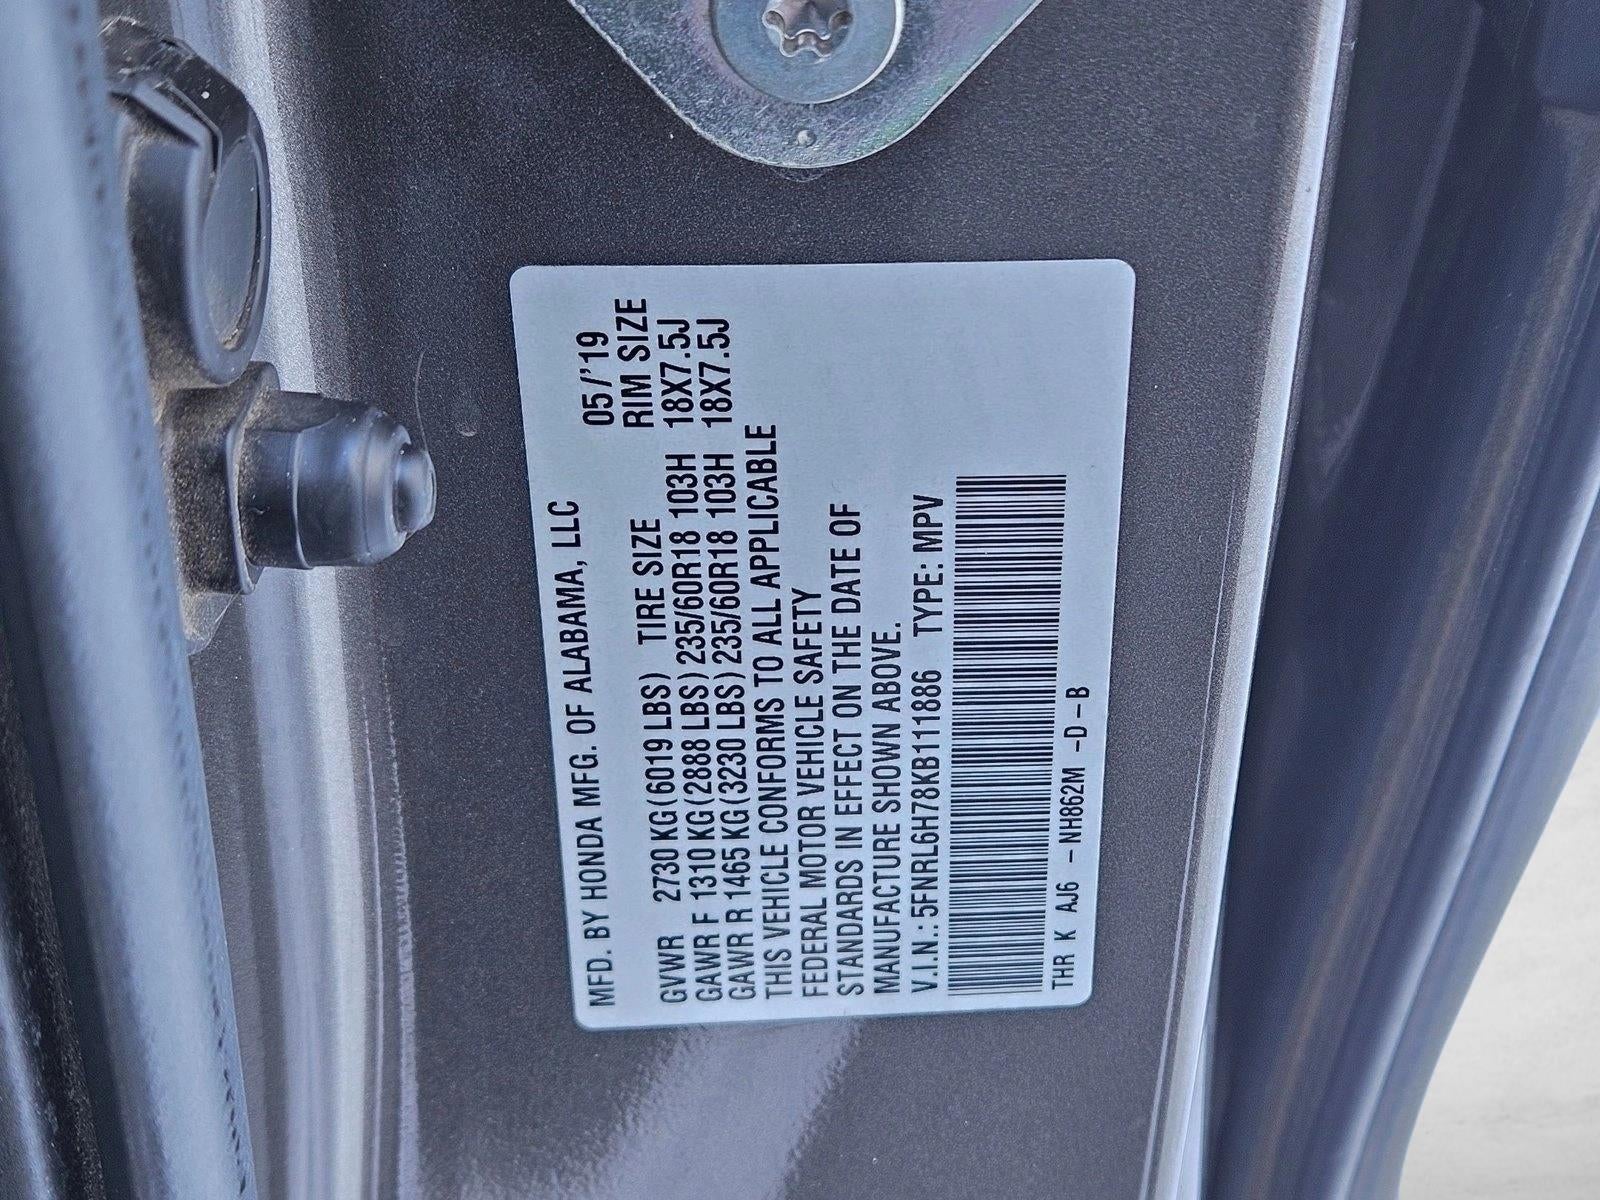 MFD. BY HONDA MFG. OF ALABAMA, LLC 05/'19
GVWR 2730 KG(6019 LBS) TIRE SIZE RIM SIZE
GAWR F 1310 KG(2888 LBS) 235/60R18 103H 18X7.5J
GAWR R 1465 KG(3230 LBS) 235/60R18 103H 18X7.5J
THIS VEHICLE CONFORMS TO ALL APPLICABLE
FEDERAL MOTOR VEHICLE SAFETY
STANDARDS IN EFFECT ON THE DATE OF
MANUFACTURE SHOWN ABOVE.
V.I.N.: 5FNRL6H78KB111886 TYPE: MPV
THR K AJ6 -NH862M -D-B